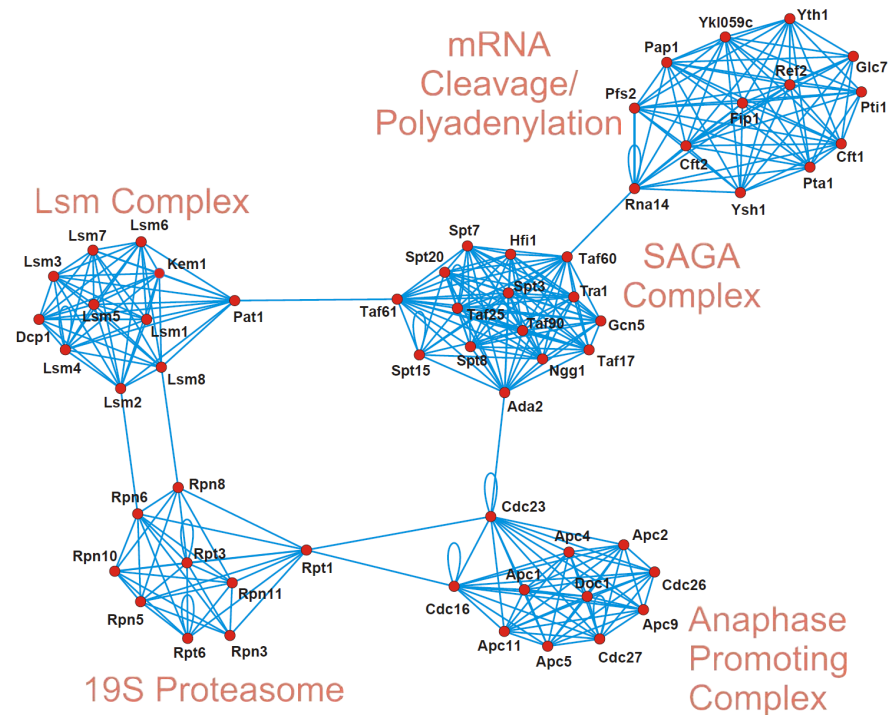 mRNA
Cleavage/
Polyadenylation
Ykl059c
Yth1
Pap1
Ref2
Glc7
Pfs2
Fip1
Pti1
Cft2
Cft1
Pta1
Rna14
Ysh1
Lsm Complex
Lsm6
Lsm7
Lsm3
Kem1
Lsm5
Lsm1
Dcp1
Pat1
Lsm4
Lsm8
Lsm2
SAGA
Complex
Spt7
Hfi1
Taf60
Spt20
Spt3
Tra1
Taf61
Taf25
Taf90
Gcn5
Spt15
Spt8
Ngg1
Taf17
Ada2
Rpn8
Rpn6
Rpt3
Rpn10
Rpt1
Rpn11
Rpn5
Rpt6
Rpn3
19S Proteasome
Cdc23
Apc4
Apc2
Apc1
Doc1
Cdc26
Cdc16
Apc9
Apc11
Apc5
Cdc27
Anaphase
Promoting
Complex